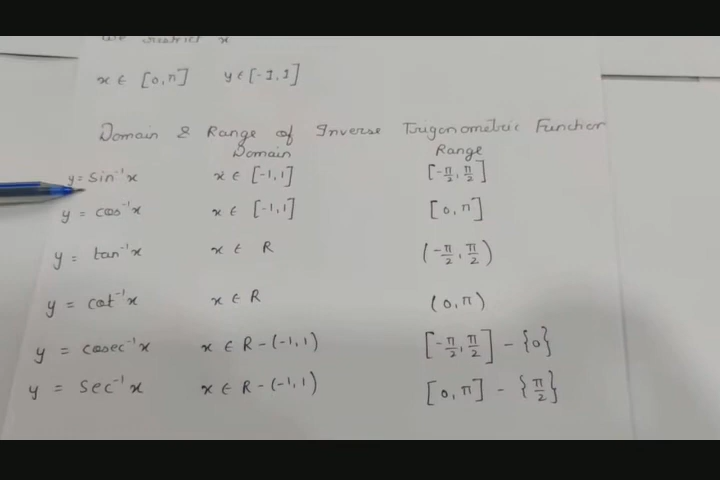 we restrict x
x ∈ [0, π] y ∈ [-1, 1]
Domain & Range of Inverse Trigonometric Function
Domain Range
y = sin⁻¹x x ∈ [-1, 1] [-π/2, π/2]
y = cos⁻¹x x ∈ [-1, 1] [0, π]
y = tan⁻¹x x ∈ R (-π/2, π/2)
y = cot⁻¹x x ∈ R (0, π)
y = cosec⁻¹x x ∈ R - (-1, 1) [-π/2, π/2] - {0}
y = sec⁻¹x x ∈ R - (-1, 1) [0, π] - {π/2}